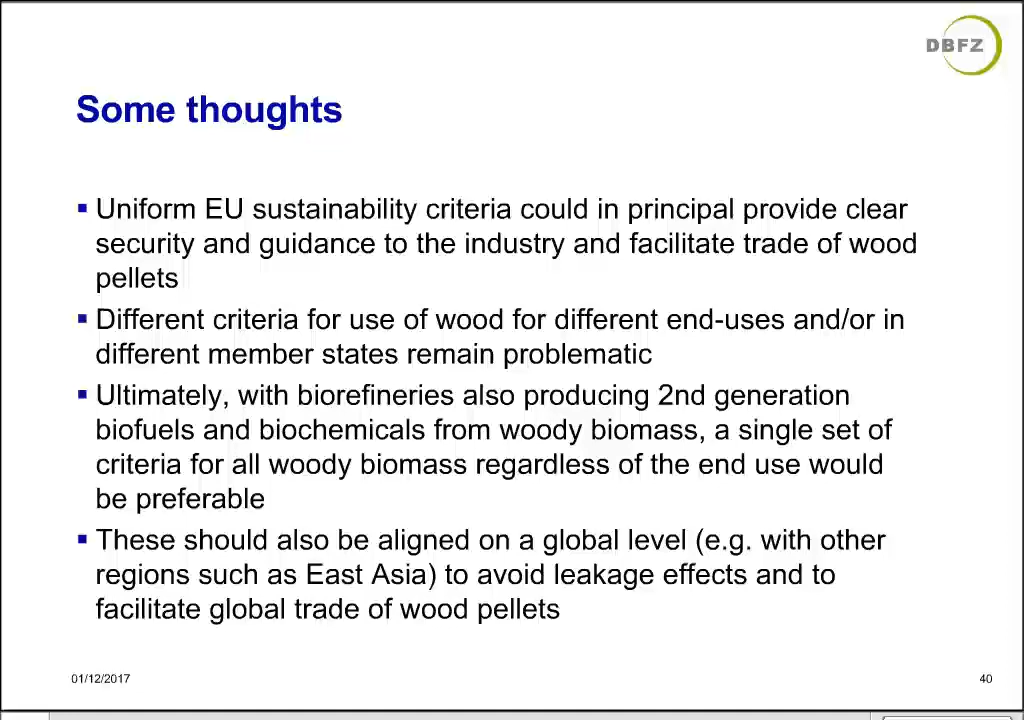 DBFZ
Some thoughts
▪ Uniform EU sustainability criteria could in principal provide clear
security and guidance to the industry and facilitate trade of wood
pellets
▪ Different criteria for use of wood for different end-uses and/or in
different member states remain problematic
▪ Ultimately, with biorefineries also producing 2nd generation
biofuels and biochemicals from woody biomass, a single set of
criteria for all woody biomass regardless of the end use would
be preferable
▪ These should also be aligned on a global level (e.g. with other
regions such as East Asia) to avoid leakage effects and to
facilitate global trade of wood pellets
01/12/2017
40